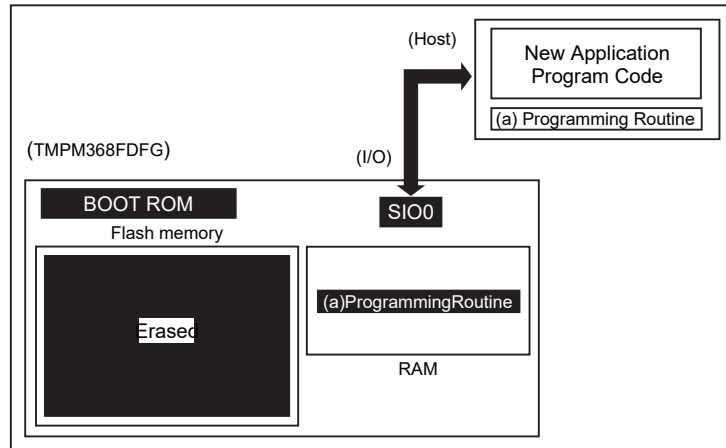 (Host)
New Application
Program Code
(a) Programming Routine
(TMPM368FDFG)
(I/O)
BOOT ROM
SIO0
Flash memory
Erased
(a)ProgrammingRoutine
RAM